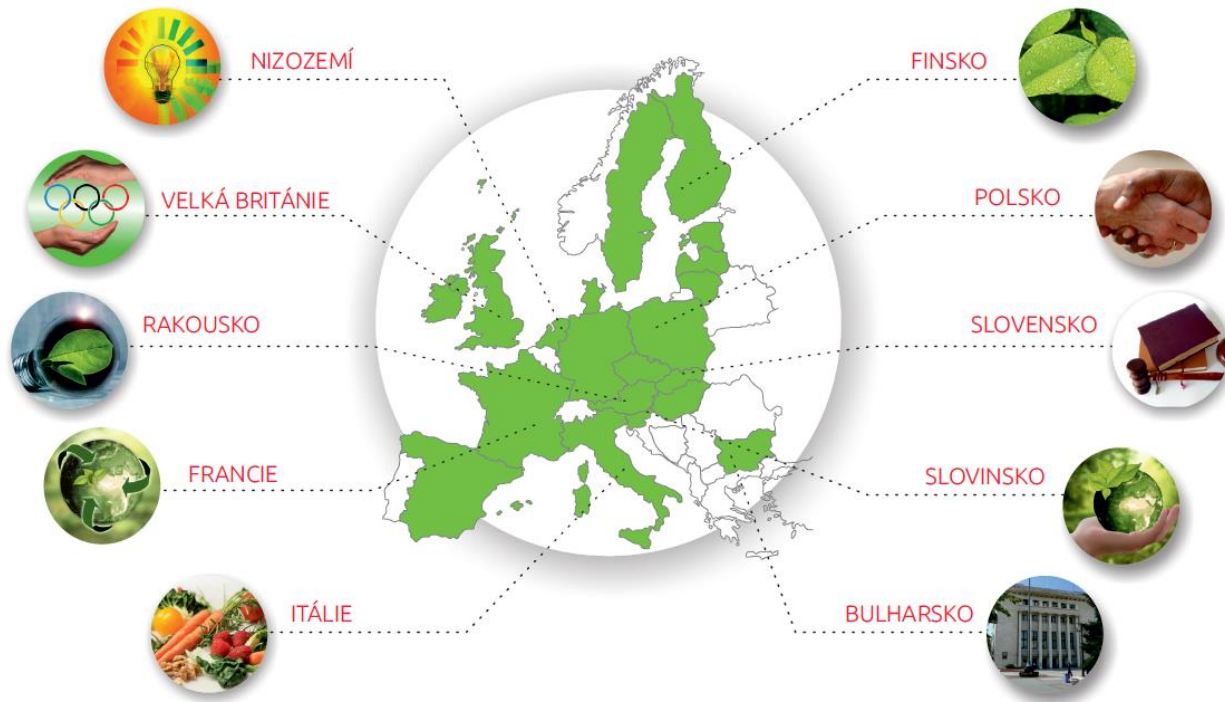 NIZOZEMÍ
FINSKO
VELKÁ BRITÁNIE
POLSKO
RAKOUSKO
SLOVENSKO
FRANCIE
SLOVINSKO
ITÁLIE
BULHARSKO